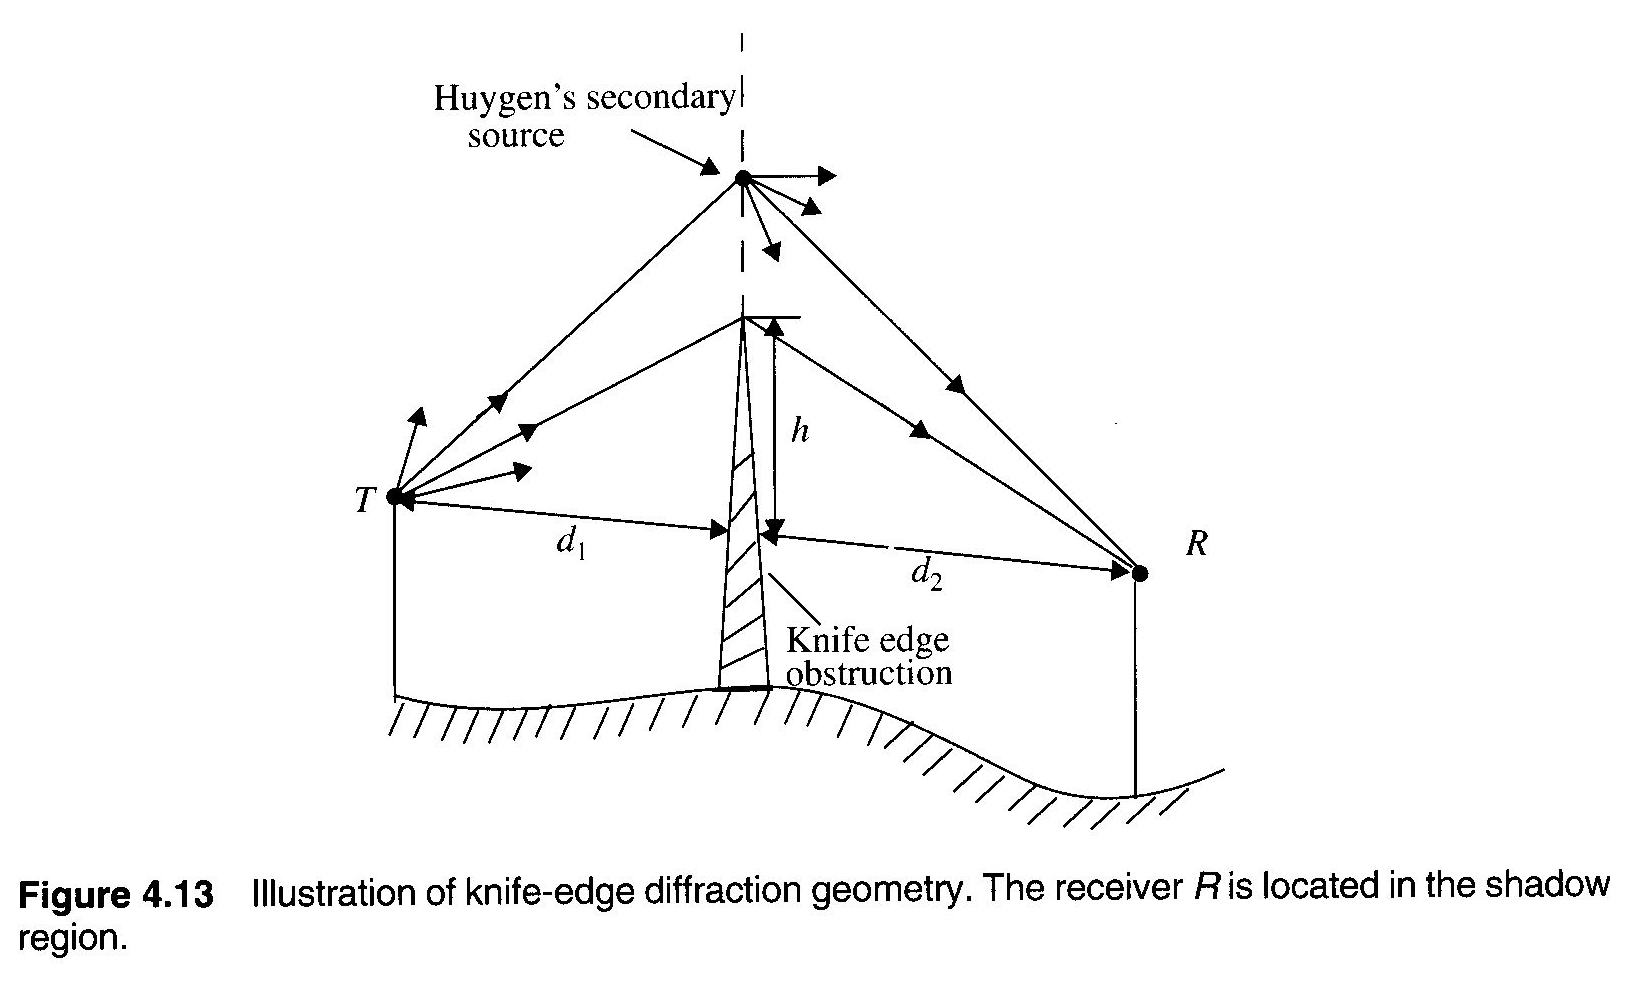 Huygen's secondary
source
h
T
d1
R
d2
Knife edge
obstruction
Figure 4.13 Illustration of knife-edge diffraction geometry. The receiver R is located in the shadow
region.